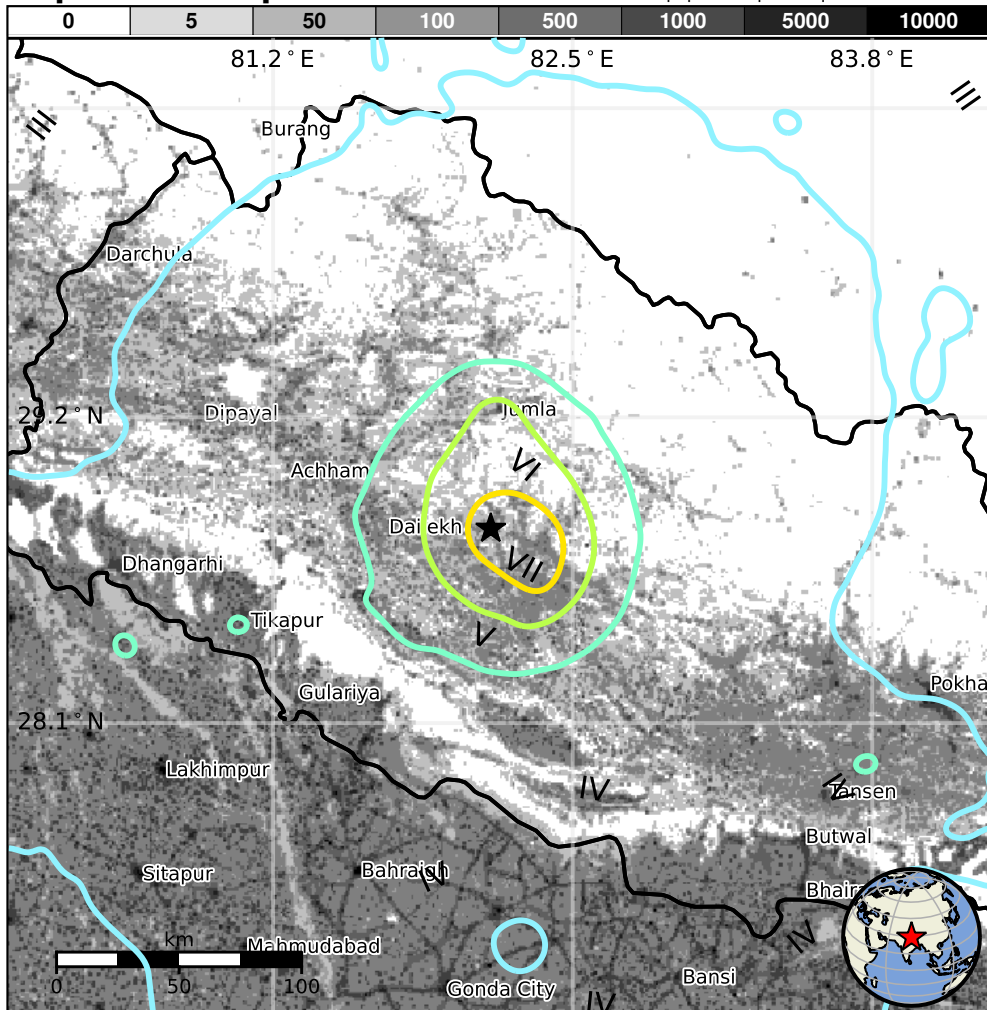 0 5 50 100 500 1000 5000 10000
81.2°E 82.5°E 83.8°E
III III
Burang
Darchula
29.2°N Dipayal Jumla
Achham VI
Dailekh
VII
Dhangarhi
Tikapur
V
Gulariya Pokha
28.1°N
Lakhimpur
IV Tansen
Butwal
Sitapur Bahraigh IV
Bhaira
IV
km Mahmudabad
0 50 100
Gonda City Bansi
IV